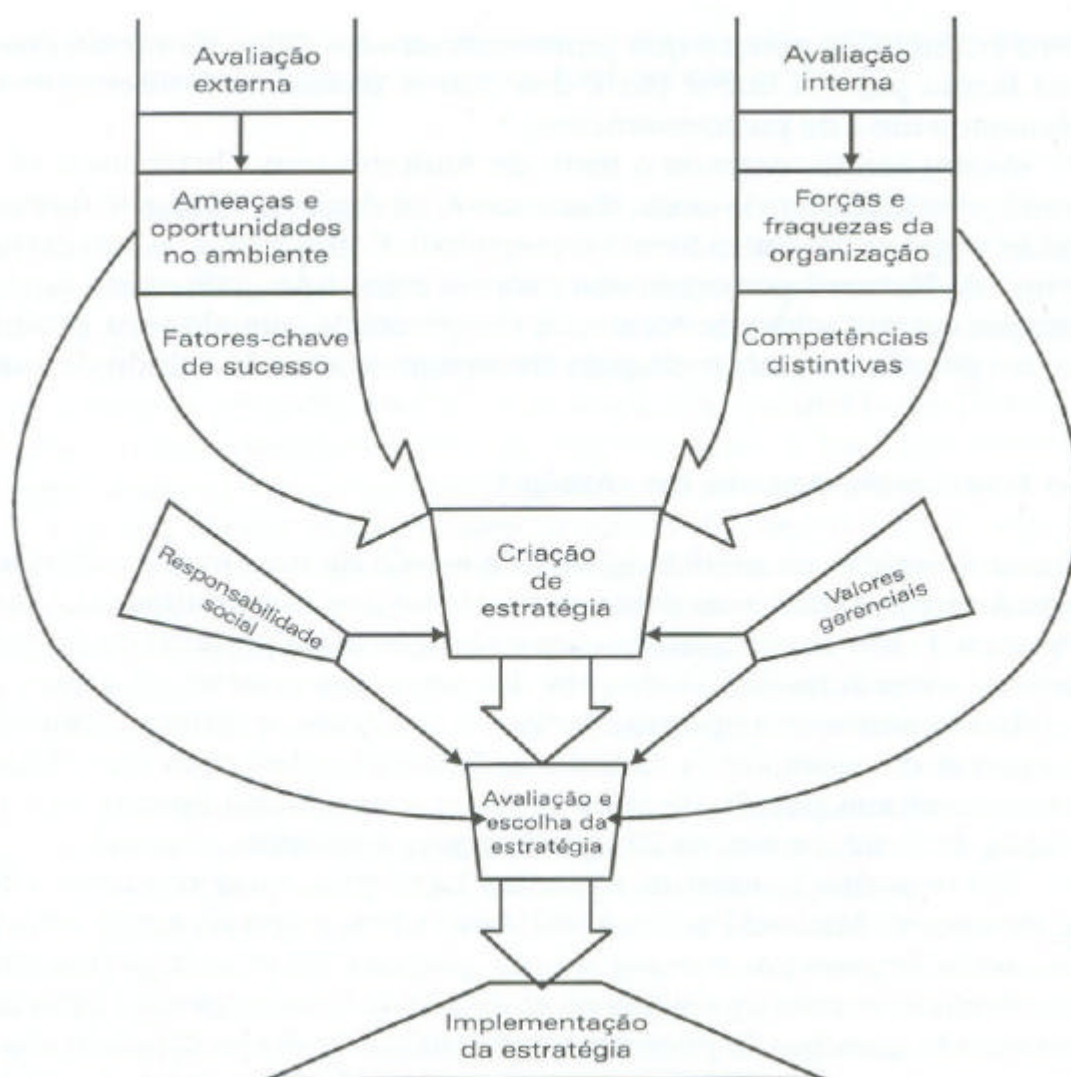 Avaliação
externa
Avaliação
interna
Ameaças e
oportunidades
no ambiente
Forças e
fraquezas da
organização
Fatores-chave
de sucesso
Competências
distintivas
Criação
de
estratégia
Responsabilidade
social
Valores
garenciais
Avaliação e
escolha da
estratégia
Implementação
da estratégia